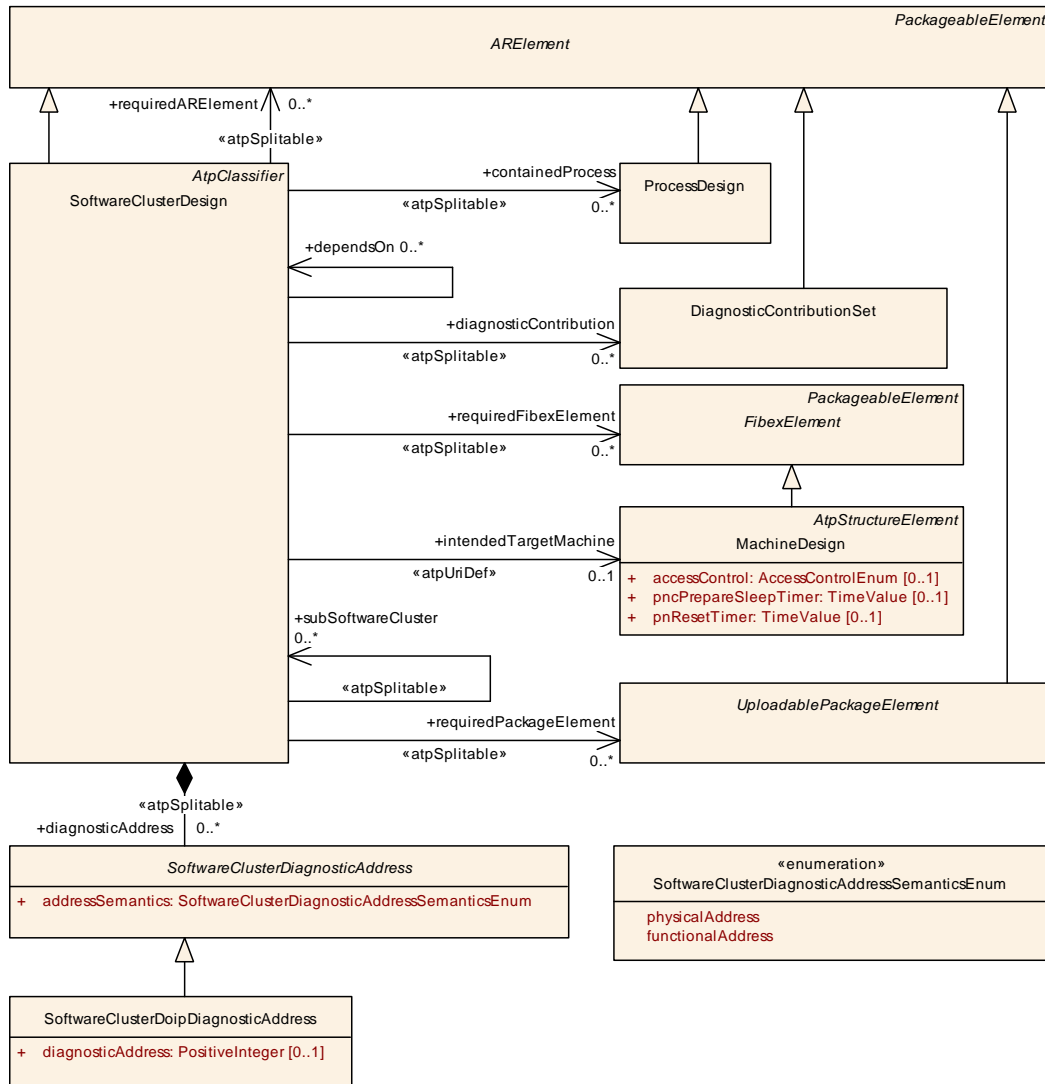 PackageableElement
ARElement
+requiredARElement 0..*
«atpSplitable»
AtpClassifier
SoftwareClusterDesign
+containedProcess
«atpSplitable» 0..*
ProcessDesign
+dependsOn 0..*
+diagnosticContribution
«atpSplitable» 0..*
DiagnosticContributionSet
+requiredFibexElement
«atpSplitable» 0..*
PackageableElement
FibexElement
+intendedTargetMachine
«atpUriDef» 0..1
AtpStructureElement
MachineDesign
+ accessControl: AccessControlEnum [0..1]
+ pncPrepareSleepTimer: TimeValue [0..1]
+ pnResetTimer: TimeValue [0..1]
+subSoftwareCluster
0..*
«atpSplitable»
+requiredPackageElement
«atpSplitable» 0..*
UploadablePackageElement
«atpSplitable»
+diagnosticAddress 0..*
SoftwareClusterDiagnosticAddress
+ addressSemantics: SoftwareClusterDiagnosticAddressSemanticsEnum
«enumeration»
SoftwareClusterDiagnosticAddressSemanticsEnum
physicalAddress
functionalAddress
SoftwareClusterDoipDiagnosticAddress
+ diagnosticAddress: PositiveInteger [0..1]